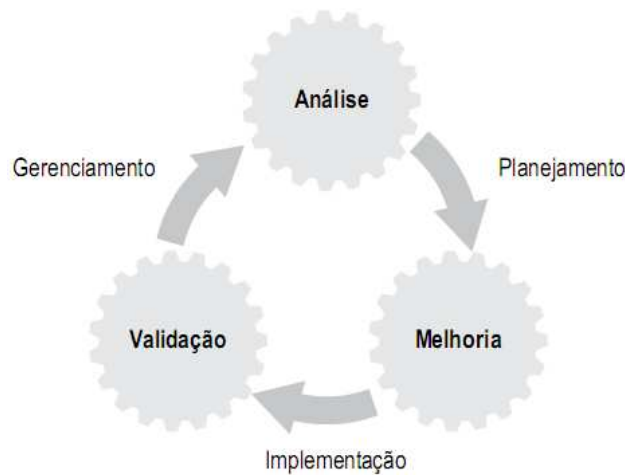 Análise
Gerenciamento
Planejamento
Validação
Melhoria
Implementação